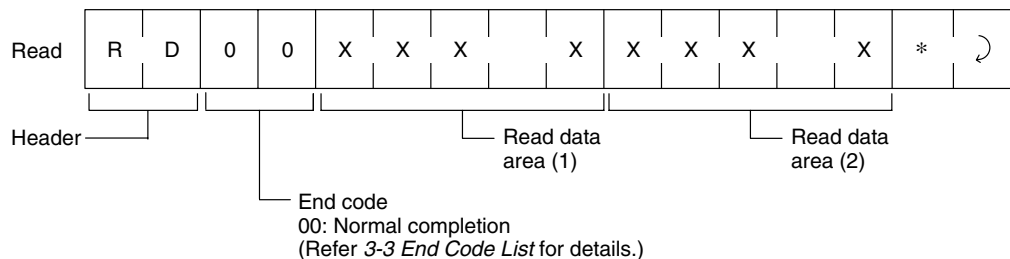 Read R D 0 0 X X X X X X X X *
Header
Read data
area (1)
Read data
area (2)
End code
00: Normal completion
(Refer 3-3 End Code List for details.)